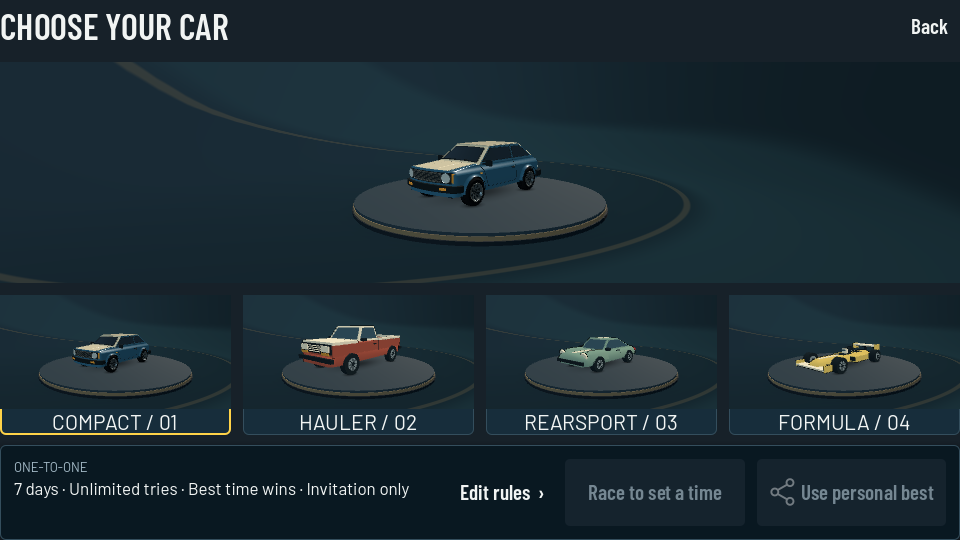 CHOOSE YOUR CAR
Back
COMPACT / 01
HAULER / 02
REARSPORT / 03
FORMULA / 04
ONE-TO-ONE
7 days · Unlimited tries · Best time wins · Invitation only
Edit rules ›
Race to set a time
Use personal best